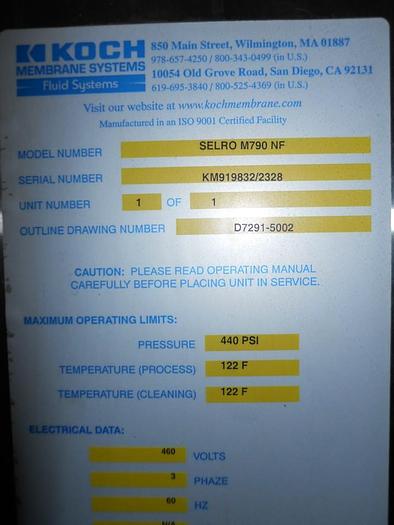 KOCH
MEMBRANE SYSTEMS
Fluid Systems
850 Main Street, Wilmington, MA 01887
978-657-4250 / 800-343-0499 (in U.S.)
10054 Old Grove Road, San Diego, CA 92131
619-695-3840 / 800-525-4369 (in U.S.)
Visit our website at www.kochmembrane.com
Manufactured in an ISO 9001 Certified Facility
MODEL NUMBER SELRO M790 NF
SERIAL NUMBER KM919832/2328
UNIT NUMBER 1 OF 1
OUTLINE DRAWING NUMBER D7291-5002
CAUTION: PLEASE READ OPERATING MANUAL
CAREFULLY BEFORE PLACING UNIT IN SERVICE.
MAXIMUM OPERATING LIMITS:
PRESSURE 440 PSI
TEMPERATURE (PROCESS) 122 F
TEMPERATURE (CLEANING) 122 F
ELECTRICAL DATA:
460 VOLTS
3 PHAZE
60 HZ
N/A